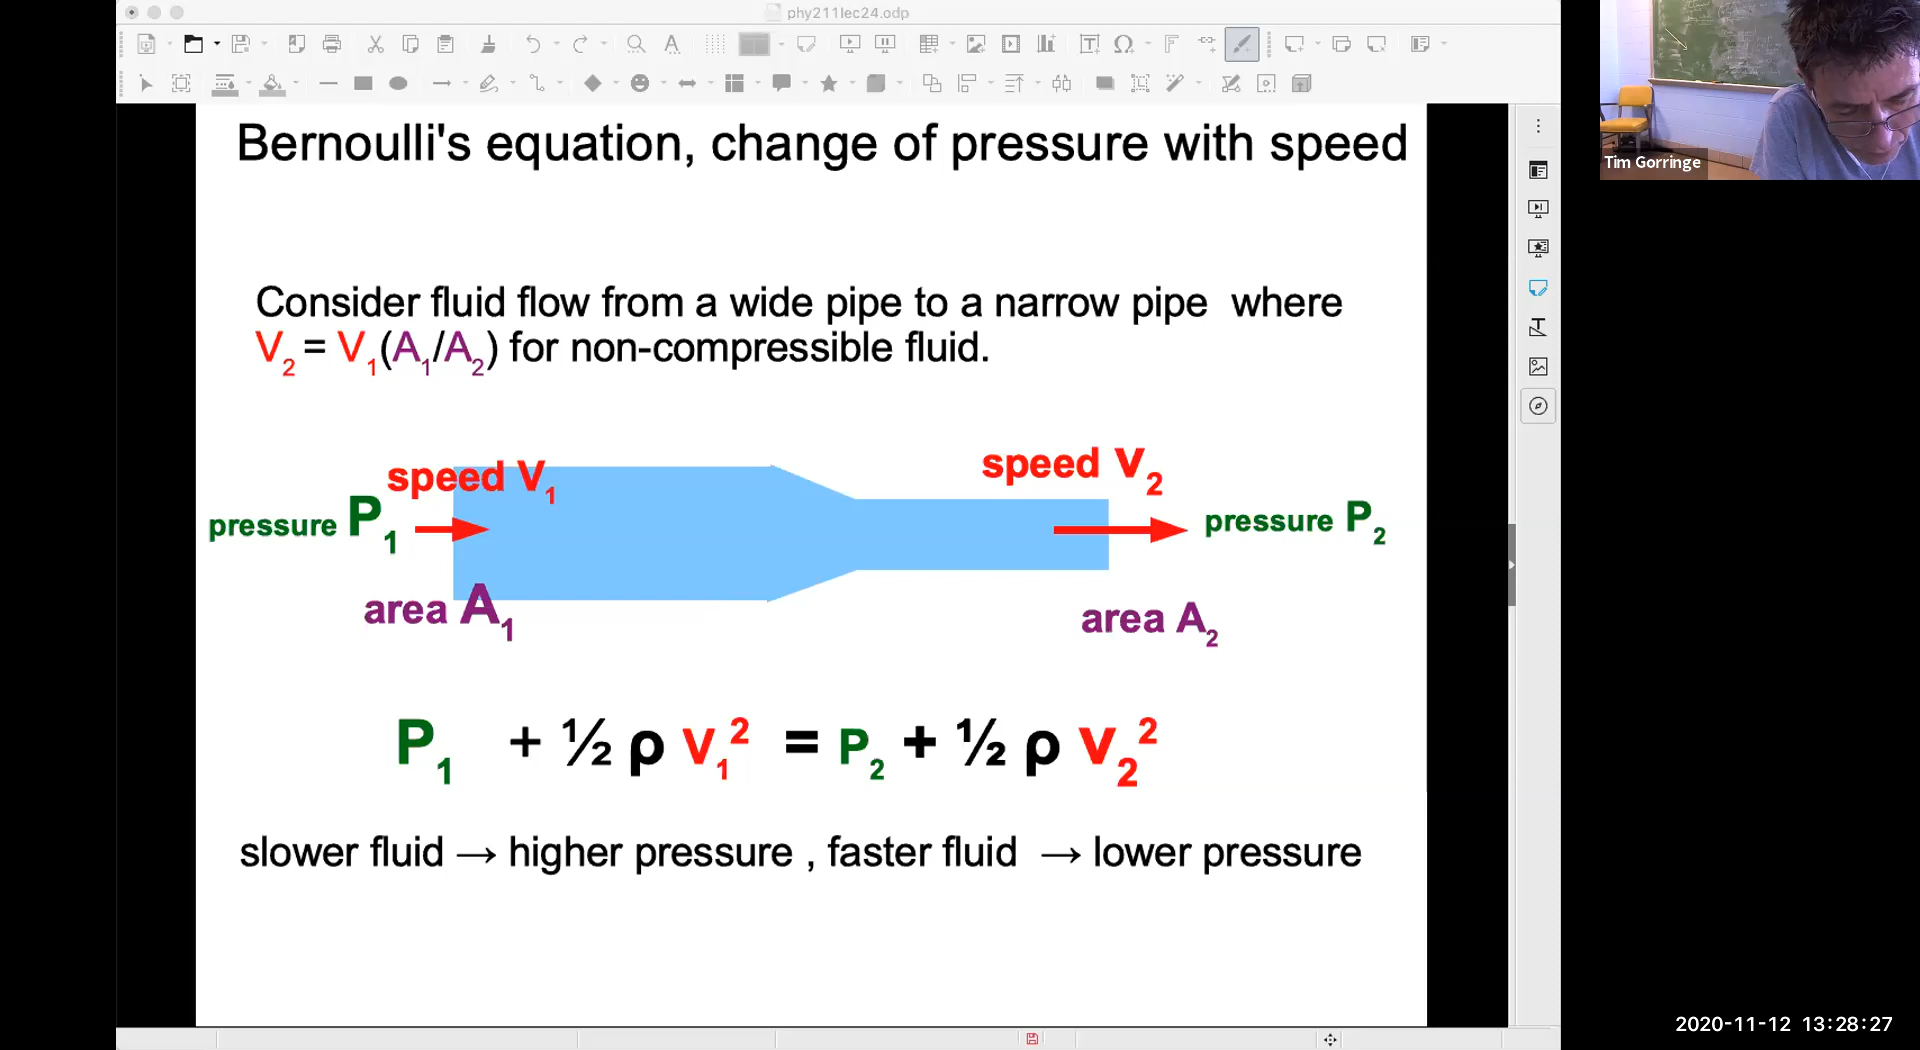 phy211lec24.odp
Bernoulli's equation, change of pressure with speed
Consider fluid flow from a wide pipe to a narrow pipe where
V₂ = V₁(A₁/A₂) for non-compressible fluid.
speed V₁
speed V₂
pressure P₁
pressure P₂
area A₁
area A₂
P₁ + ½ ρ v₁² = P₂ + ½ ρ v₂²
slower fluid → higher pressure , faster fluid → lower pressure
Tim Gorringe
2020-11-12 13:28:27